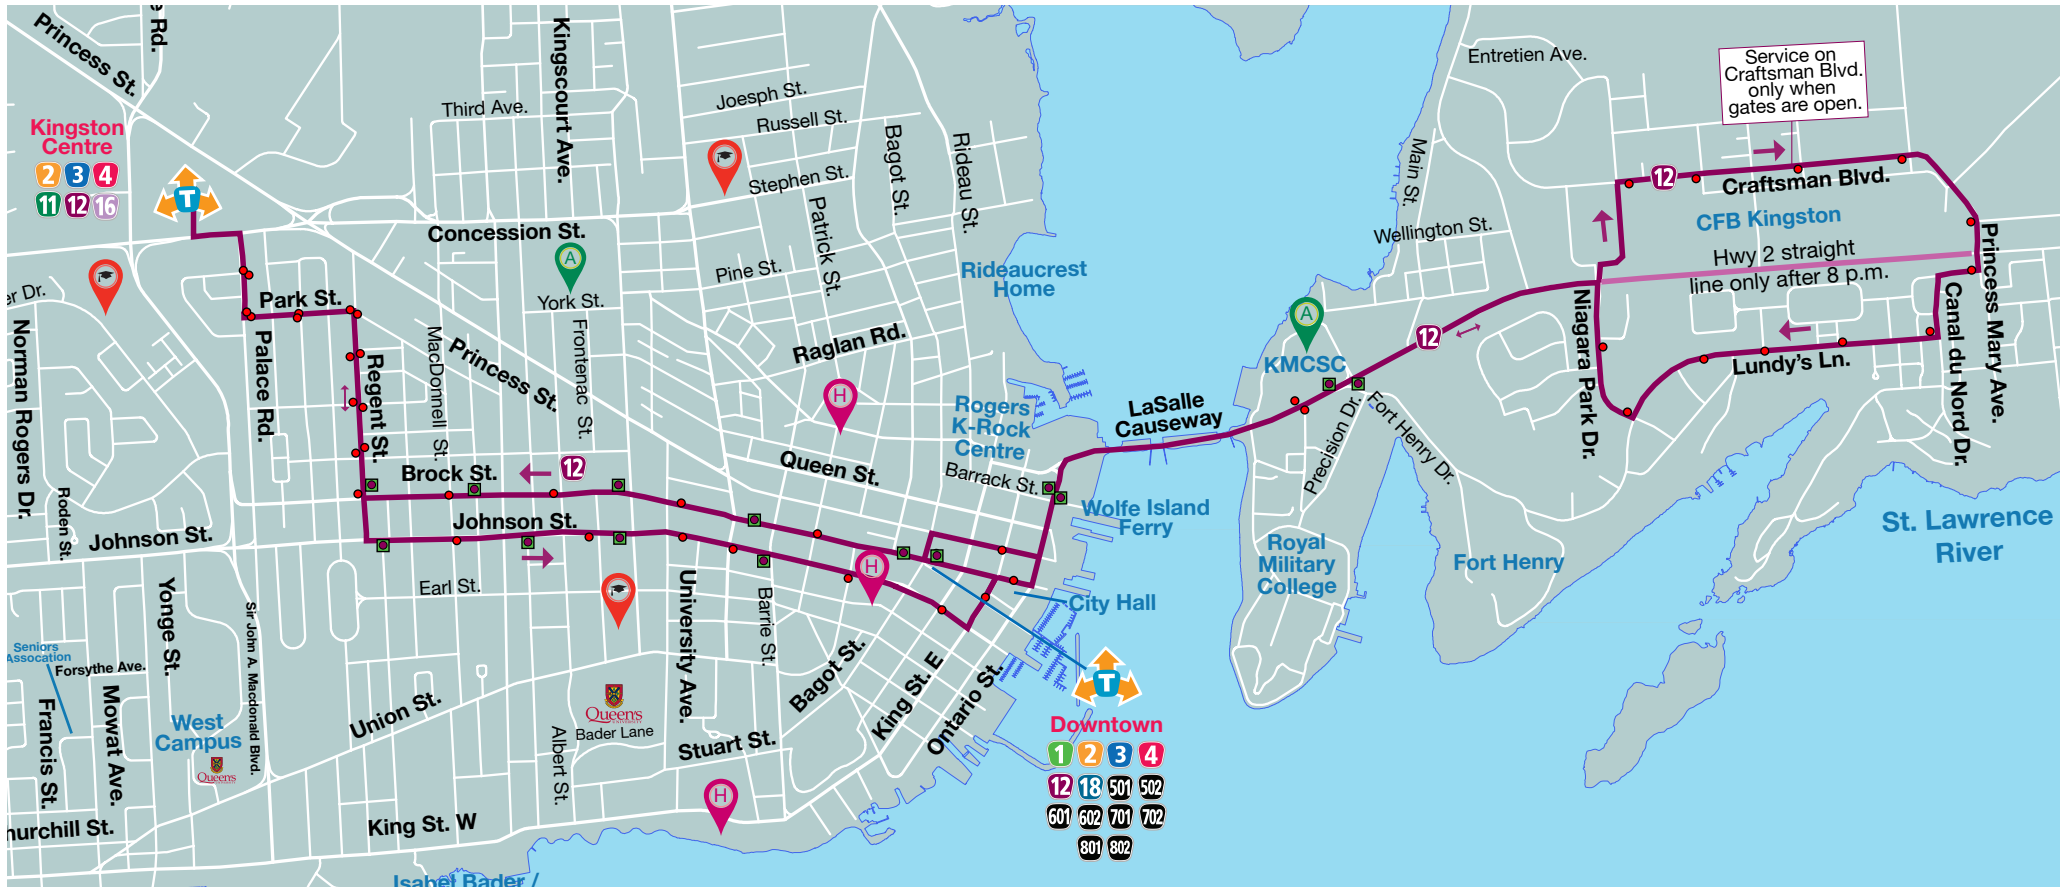 Princess St.
Rd.
Kingscourt Ave.
Third Ave.
Joesph St.
Russell St.
Bagot St.
Rideau St.
Stephen St.
Patrick St.
Pine St.
Kingston
Centre
2 3 4
11 12 16
T
Concession St.
A
York St.
Frontenac St.
er Dr.
Park St.
Palace Rd.
Regent St.
MacDonnell St.
Princess St.
Raglan Rd.
H
Norman Rogers Dr.
Roden St.
Brock St.
12
Johnson St.
Johnson St.
Queen St.
Barrack St.
Rideaucrest
Home
Rogers
K-Rock
Centre
LaSalle
Causeway
Wolfe Island
Ferry
City Hall
H
Earl St.
Yonge St.
Sir John A. Macdonald Blvd.
University Ave.
Barrie St.
Bagot St.
King St. E
Ontario St.
Seniors
Assocation
Forsythe Ave.
Francis St.
Mowat Ave.
West
Campus
Queen's
Union St.
Albert St.
Queen's
UNIVERSITY
Bader Lane
Stuart St.
H
King St. W
hurchill St.
Isabel Bader /
T
Downtown
1 2 3 4
12 18 501 502
601 602 701 702
801 802
Entretien Ave.
Main St.
Wellington St.
Service on
Craftsman Blvd.
only when
gates are open.
12
Craftsman Blvd.
CFB Kingston
Hwy 2 straight
line only after 8 p.m.
Princess Mary Ave.
Niagara Park Dr.
Canal du Nord Dr.
Lundy's Ln.
A
KMCSC
12
Precision Dr.
Fort Henry Dr.
Royal
Military
College
Fort Henry
St. Lawrence
River